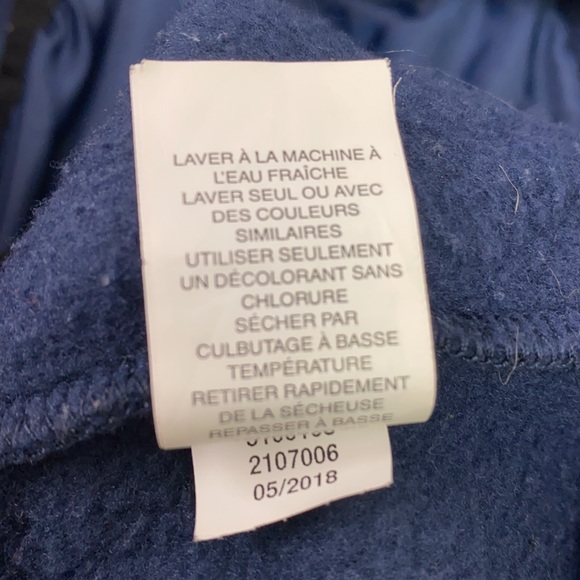 LAVER À LA MACHINE À
L'EAU FRAÎCHE
LAVER SEUL OU AVEC
DES COULEURS
SIMILAIRES
UTILISER SEULEMENT
UN DÉCOLORANT SANS
CHLORURE
SÉCHER PAR
CULBUTAGE À BASSE
TEMPÉRATURE
RETIRER RAPIDEMENT
DE LA SÉCHEUSE
REPASSER À BASSE
2107006
05/2018